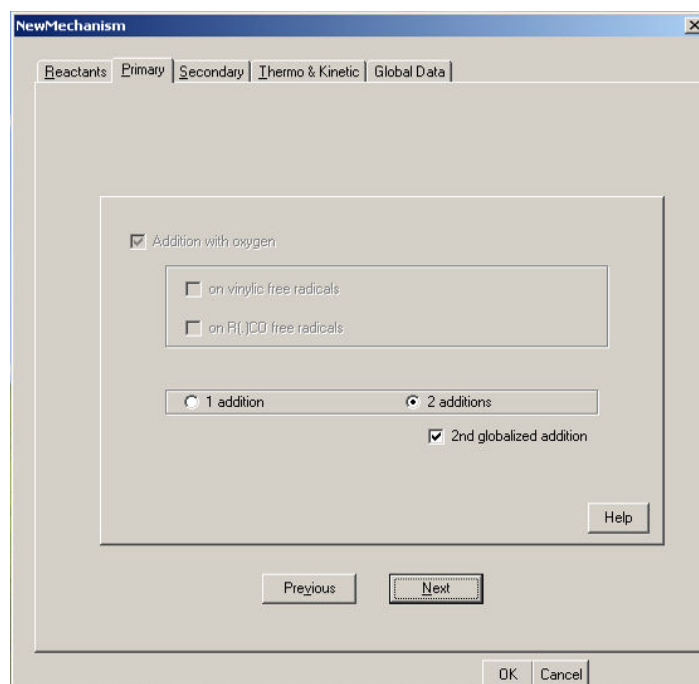 NewMechanism
Reactants Primary Secondary Thermo & Kinetic Global Data
Addition with oxygen
on vinylic free radicals
on R(.)CO free radicals
1 addition 2 additions
2nd globalized addition
Help
Previous Next
OK Cancel